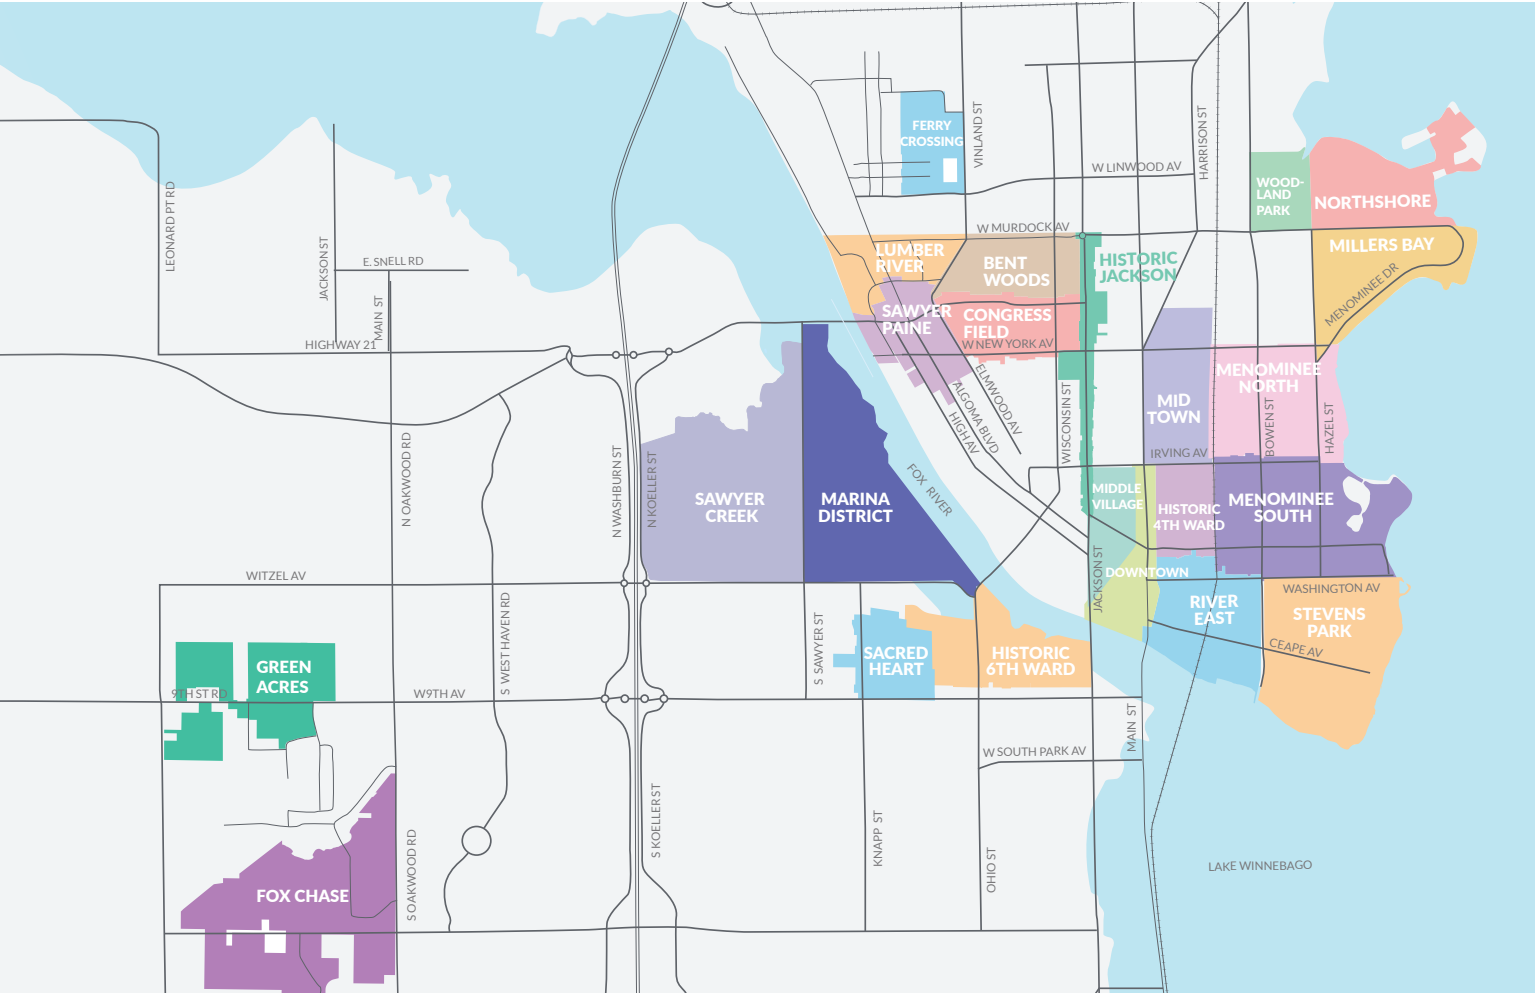 FERRY
CROSSING
VINLAND ST
HARRISON ST
W LINWOOD AV
WOOD-
LAND
PARK
NORTHSHORE
LEONARD PT RD
JACKSON ST
E. SNELL RD
MAIN ST
HIGHWAY 21
W MURDOCK AV
LUMBER
RIVER
BENT
WOODS
HISTORIC
JACKSON
MILLERS BAY
MENOMINEE DR
SAWYER
PAINE
CONGRESS
FIELD
W NEW YORK AV
ELMWOOD AV
ALGOMA BLVD
HIGH AV
WISCONSIN ST
MID
TOWN
MENOMINEE
NORTH
BOWEN ST
HAZEL ST
IRVING AV
N OAKWOOD RD
N WASHBURN ST
N KOELLER ST
SAWYER
CREEK
MARINA
DISTRICT
FOX RIVER
MIDDLE
VILLAGE
HISTORIC
4TH WARD
MENOMINEE
SOUTH
JACKSON ST
DOWNTOWN
WASHINGTON AV
RIVER
EAST
STEVENS
PARK
CEAPE AV
WITZEL AV
S WEST HAVEN RD
S SAWYER ST
SACRED
HEART
HISTORIC
6TH WARD
GREEN
ACRES
9TH ST RD
W9TH AV
MAIN ST
W SOUTH PARK AV
S KOELLER ST
KNAPP ST
OHIO ST
S OAKWOOD RD
FOX CHASE
LAKE WINNEBAGO